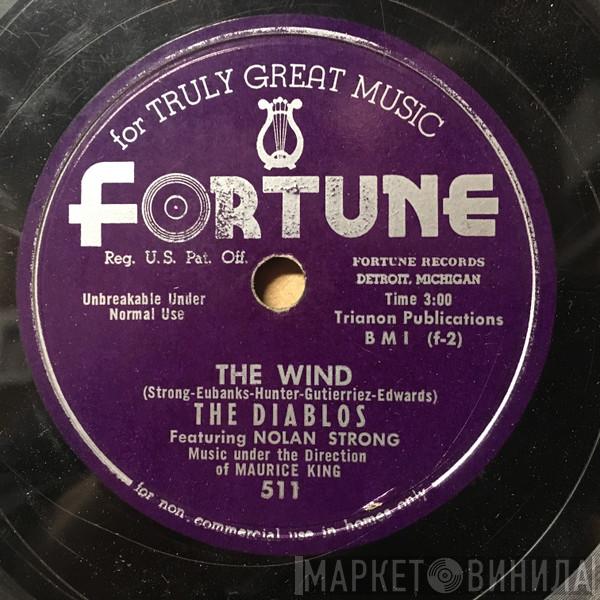 for TRULY GREAT MUSIC
FORTUNE
Reg. U.S. Pat. Off.
FORTUNE RECORDS
DETROIT, MICHIGAN
Unbreakable Under
Normal Use
Time 3:00
Trianon Publications
BMI (f-2)
THE WIND
(Strong-Eubanks-Hunter-Gutierriez-Edwards)
THE DIABLOS
Featuring NOLAN STRONG
Music under the Direction
of MAURICE KING
511
for non-commercial use in homes only
МАРКЕТ ВИНИЛА